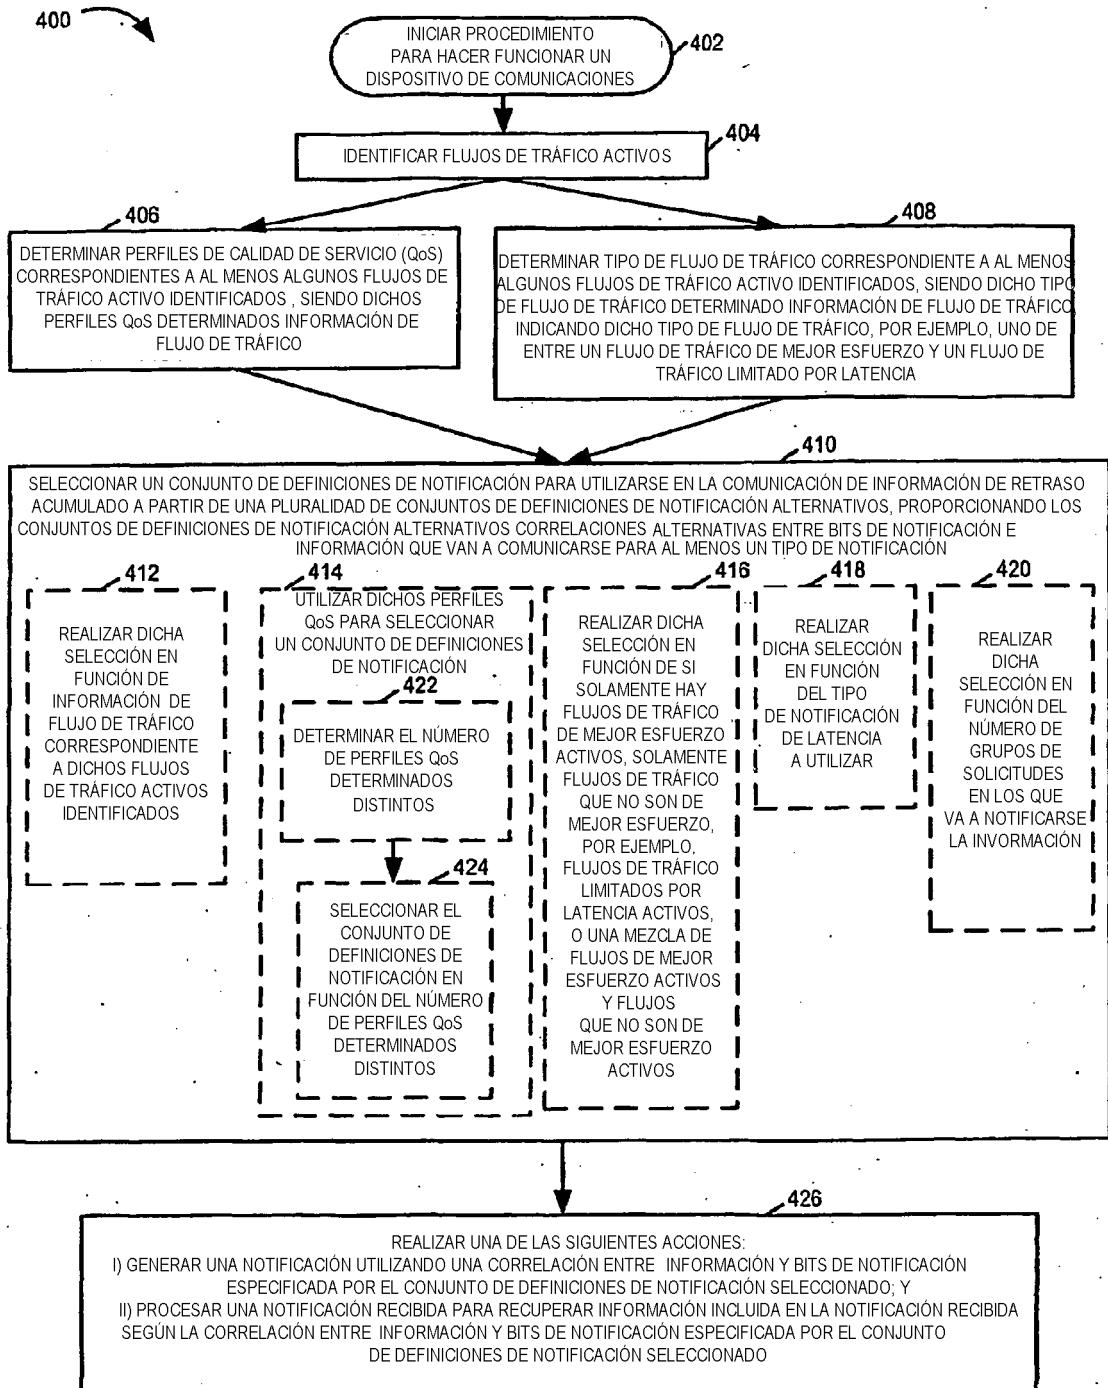 400
INICIAR PROCEDIMIENTO
PARA HACER FUNCIONAR UN
DISPOSITIVO DE COMUNICACIONES
402
404
IDENTIFICAR FLUJOS DE TRÁFICO ACTIVOS
406
DETERMINAR PERFILES DE CALIDAD DE SERVICIO (QoS)
CORRESPONDIENTES A AL MENOS ALGUNOS FLUJOS DE
TRÁFICO ACTIVO IDENTIFICADOS , SIENDO DICHOS
PERFILES QoS DETERMINADOS INFORMACIÓN DE
FLUJO DE TRÁFICO
408
DETERMINAR TIPO DE FLUJO DE TRÁFICO CORRESPONDIENTE A AL MENOS
ALGUNOS FLUJOS DE TRÁFICO ACTIVO IDENTIFICADOS, SIENDO DICHO TIPO
DE FLUJO DE TRÁFICO DETERMINADO INFORMACIÓN DE FLUJO DE TRÁFICO
INDICANDO DICHO TIPO DE FLUJO DE TRÁFICO, POR EJEMPLO, UNO DE
ENTRE UN FLUJO DE TRÁFICO DE MEJOR ESFUERZO Y UN FLUJO DE
TRÁFICO LIMITADO POR LATENCIA
410
SELECCIONAR UN CONJUNTO DE DEFINICIONES DE NOTIFICACIÓN PARA UTILIZARSE EN LA COMUNICACIÓN DE INFORMACIÓN DE RETRASO
ACUMULADO A PARTIR DE UNA PLURALIDAD DE CONJUNTOS DE DEFINICIONES DE NOTIFICACIÓN ALTERNATIVOS, PROPORCIONANDO LOS
CONJUNTOS DE DEFINICIONES DE NOTIFICACIÓN ALTERNATIVOS CORRELACIONES ALTERNATIVAS ENTRE BITS DE NOTIFICACIÓN E
INFORMACIÓN QUE VAN A COMUNICARSE PARA AL MENOS UN TIPO DE NOTIFICACIÓN
412
REALIZAR DICHA
SELECCIÓN EN
FUNCIÓN DE
INFORMACIÓN DE
FLUJO DE TRÁFICO
CORRESPONDIENTE
A DICHOS FLUJOS
DE TRÁFICO ACTIVOS
IDENTIFICADOS
414
UTILIZAR DICHOS PERFILES
QoS PARA SELECCIONAR
UN CONJUNTO DE DEFINICIONES
DE NOTIFICACIÓN
422
DETERMINAR EL NÚMERO
DE PERFILES QoS
DETERMINADOS
DISTINTOS
424
SELECCIONAR EL
CONJUNTO DE
DEFINICIONES DE
NOTIFICACIÓN EN
FUNCIÓN DEL NÚMERO
DE PERFILES QoS
DETERMINADOS
DISTINTOS
416
REALIZAR DICHA
SELECCIÓN EN
FUNCIÓN DE SI
SOLAMENTE HAY
FLUJOS DE TRÁFICO
DE MEJOR ESFUERZO
ACTIVOS, SOLAMENTE
FLUJOS DE TRÁFICO
QUE NO SON DE
MEJOR ESFUERZO,
POR EJEMPLO,
FLUJOS DE TRÁFICO
LIMITADOS POR
LATENCIA ACTIVOS,
O UNA MEZCLA DE
FLUJOS DE MEJOR
ESFUERZO ACTIVOS
Y FLUJOS
QUE NO SON DE
MEJOR ESFUERZO
ACTIVOS
418
REALIZAR
DICHA SELECCIÓN
EN FUNCIÓN
DEL TIPO
DE NOTIFICACIÓN
DE LATENCIA
A UTILIZAR
420
REALIZAR
DICHA
SELECCIÓN EN
FUNCIÓN DEL
NÚMERO DE
GRUPOS DE
SOLICITUDES
EN LOS QUE
VA A NOTIFICARSE
LA INVORMACIÓN
426
REALIZAR UNA DE LAS SIGUIENTES ACCIONES:
I) GENERAR UNA NOTIFICACIÓN UTILIZANDO UNA CORRELACIÓN ENTRE INFORMACIÓN Y BITS DE NOTIFICACIÓN
ESPECIFICADA POR EL CONJUNTO DE DEFINICIONES DE NOTIFICACIÓN SELECCIONADO; Y
II) PROCESAR UNA NOTIFICACIÓN RECIBIDA PARA RECUPERAR INFORMACIÓN INCLUIDA EN LA NOTIFICACIÓN RECIBIDA
SEGÚN LA CORRELACIÓN ENTRE INFORMACIÓN Y BITS DE NOTIFICACIÓN ESPECIFICADA POR EL CONJUNTO
DE DEFINICIONES DE NOTIFICACIÓN SELECCIONADO